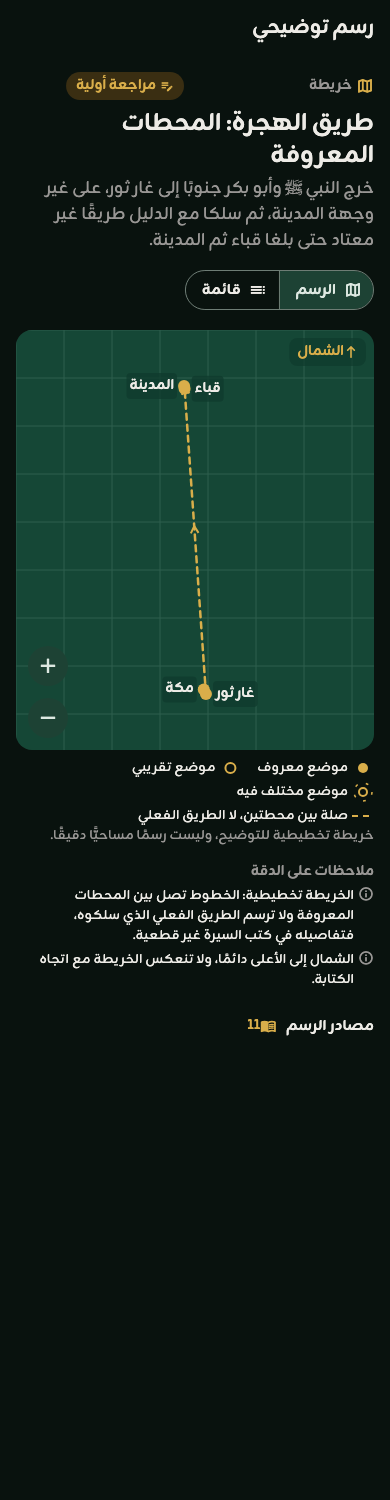 رسم توضيحي
خريطة
مراجعة أولية
طريق الهجرة: المحطات
المعروفة
خرج النبي ﷺ وأبو بكر جنوبًا إلى غار ثور، على غير
وجهة المدينة، ثم سلكا مع الدليل طريقًا غير
معتاد حتى بلغا قباء ثم المدينة.
الرسم
قائمة
الشمال
قباء
المدينة
مكة
غار ثور
+
−
موضع معروف
موضع تقريبي
موضع مختلف فيه
صلة بين محطتين، لا الطريق الفعلي
خريطة تخطيطية للتوضيح، وليست رسمًا مساحيًّا دقيقًا.
ملاحظات على الدقة
الخريطة تخطيطية: الخطوط تصل بين المحطات
المعروفة ولا ترسم الطريق الفعلي الذي سلكوه،
فتفاصيله في كتب السيرة غير قطعية.
الشمال إلى الأعلى دائمًا، ولا تنعكس الخريطة مع اتجاه
الكتابة.
مصادر الرسم
11